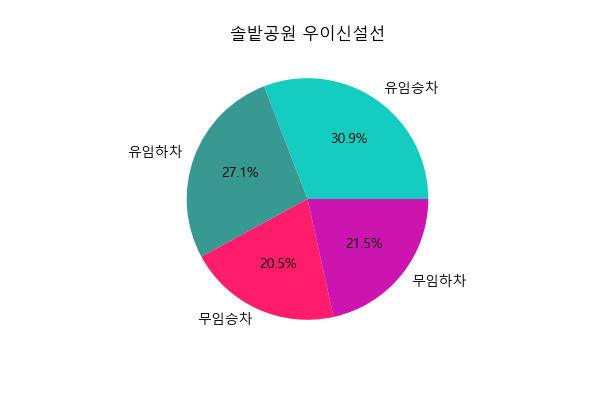 솔밭공원 우이신설선
유임승차
30.9%
유임하차
27.1%
20.5%
무임승차
21.5%
무임하차